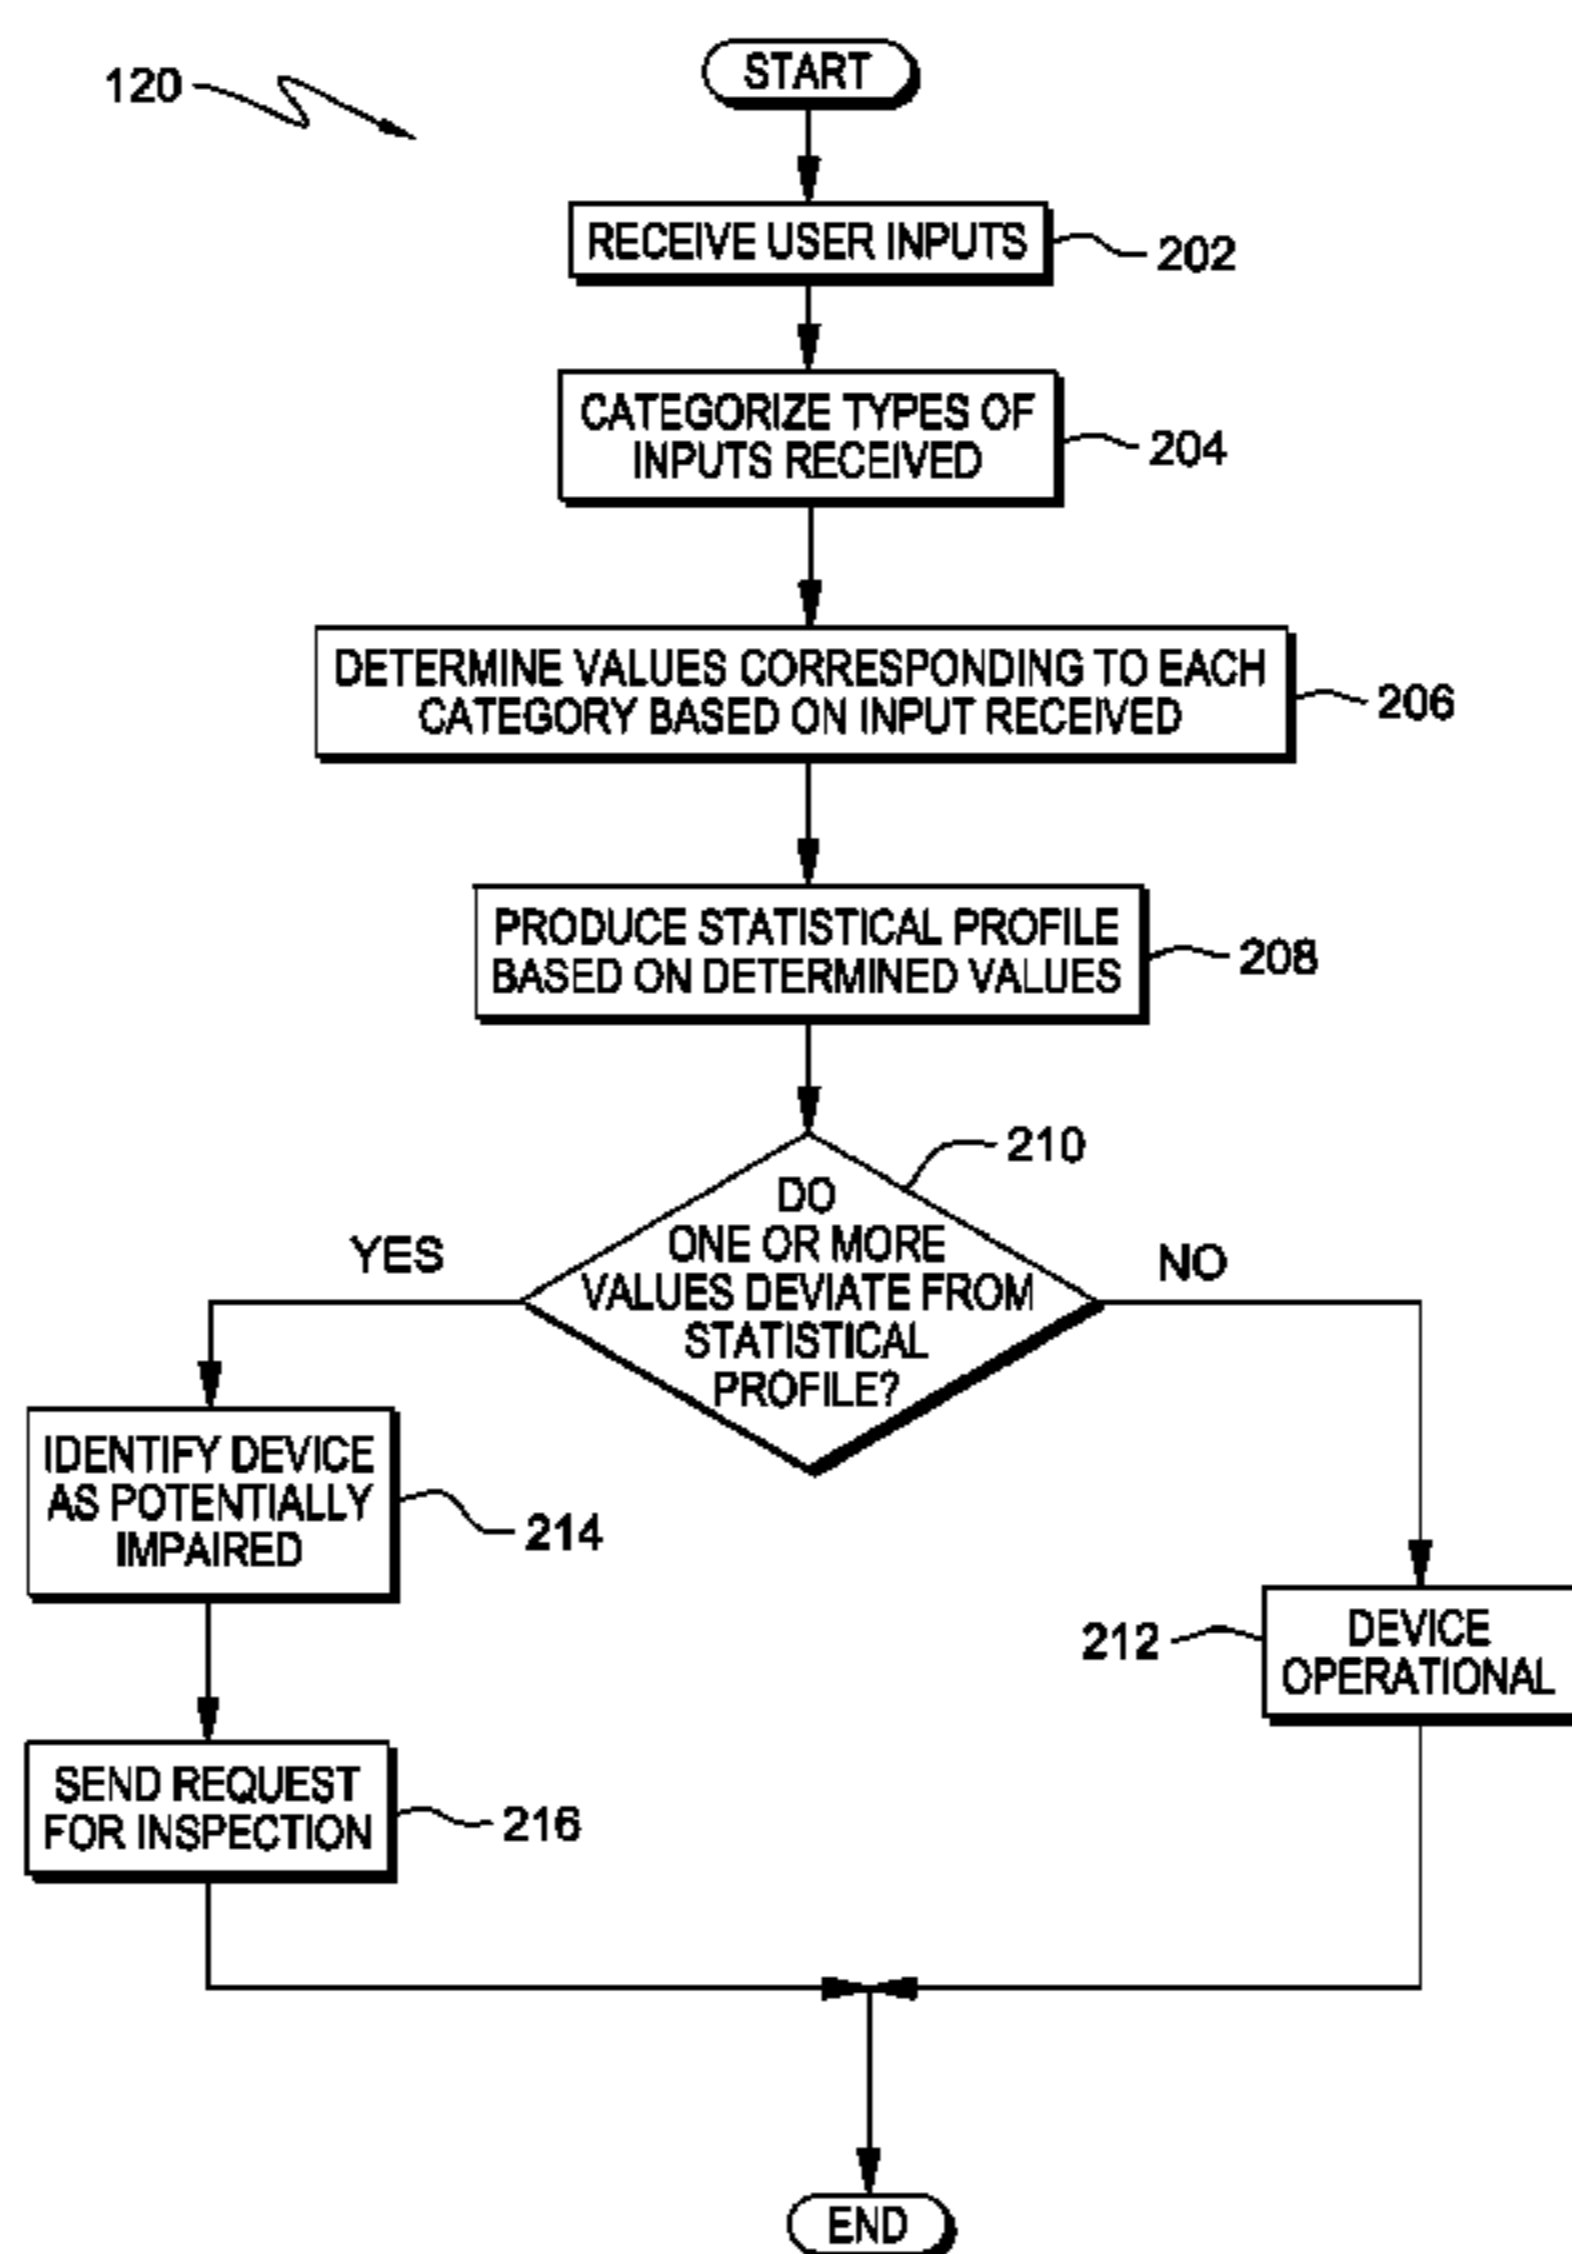 120
START
RECEIVE USER INPUTS
202
CATEGORIZE TYPES OF
INPUTS RECEIVED
204
DETERMINE VALUES CORRESPONDING TO EACH
CATEGORY BASED ON INPUT RECEIVED
206
PRODUCE STATISTICAL PROFILE
BASED ON DETERMINED VALUES
208
210
DO
ONE OR MORE
VALUES DEVIATE FROM
STATISTICAL
PROFILE?
YES
NO
IDENTIFY DEVICE
AS POTENTIALLY
IMPAIRED
214
212
DEVICE
OPERATIONAL
SEND REQUEST
FOR INSPECTION
216
END